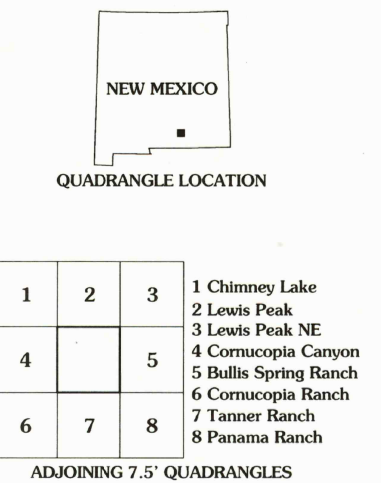 NEW MEXICO
QUADRANGLE LOCATION
1 2 3
4 5
6 7 8
1 Chimney Lake
2 Lewis Peak
3 Lewis Peak NE
4 Cornucopia Canyon
5 Bullis Spring Ranch
6 Cornucopia Ranch
7 Tanner Ranch
8 Panama Ranch
ADJOINING 7.5' QUADRANGLES